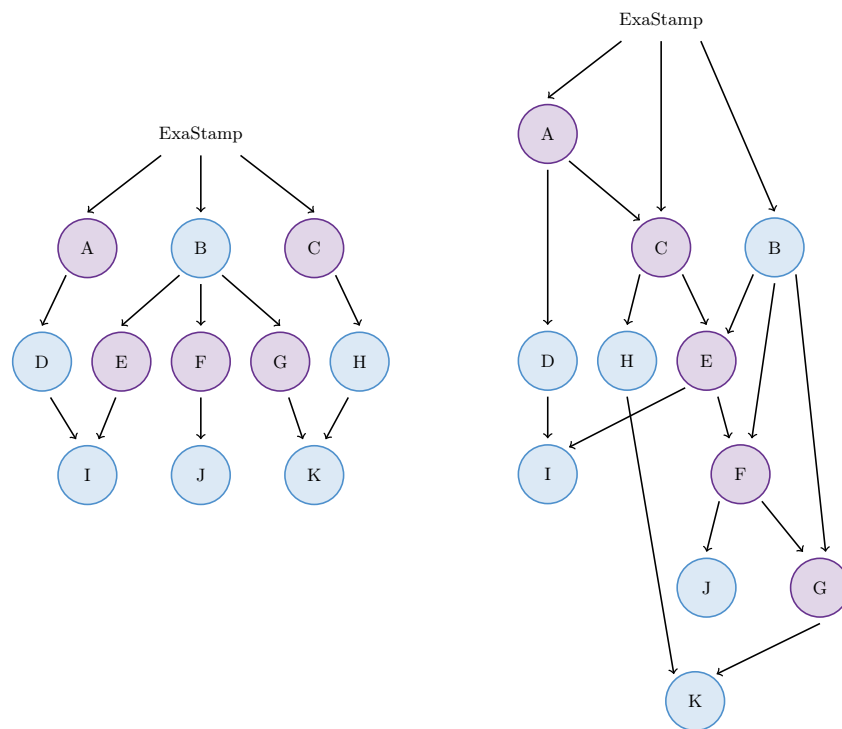 ExaStamp
A B C
D E F G H
I J K
ExaStamp
A
C B
D H E
I F
J G
K